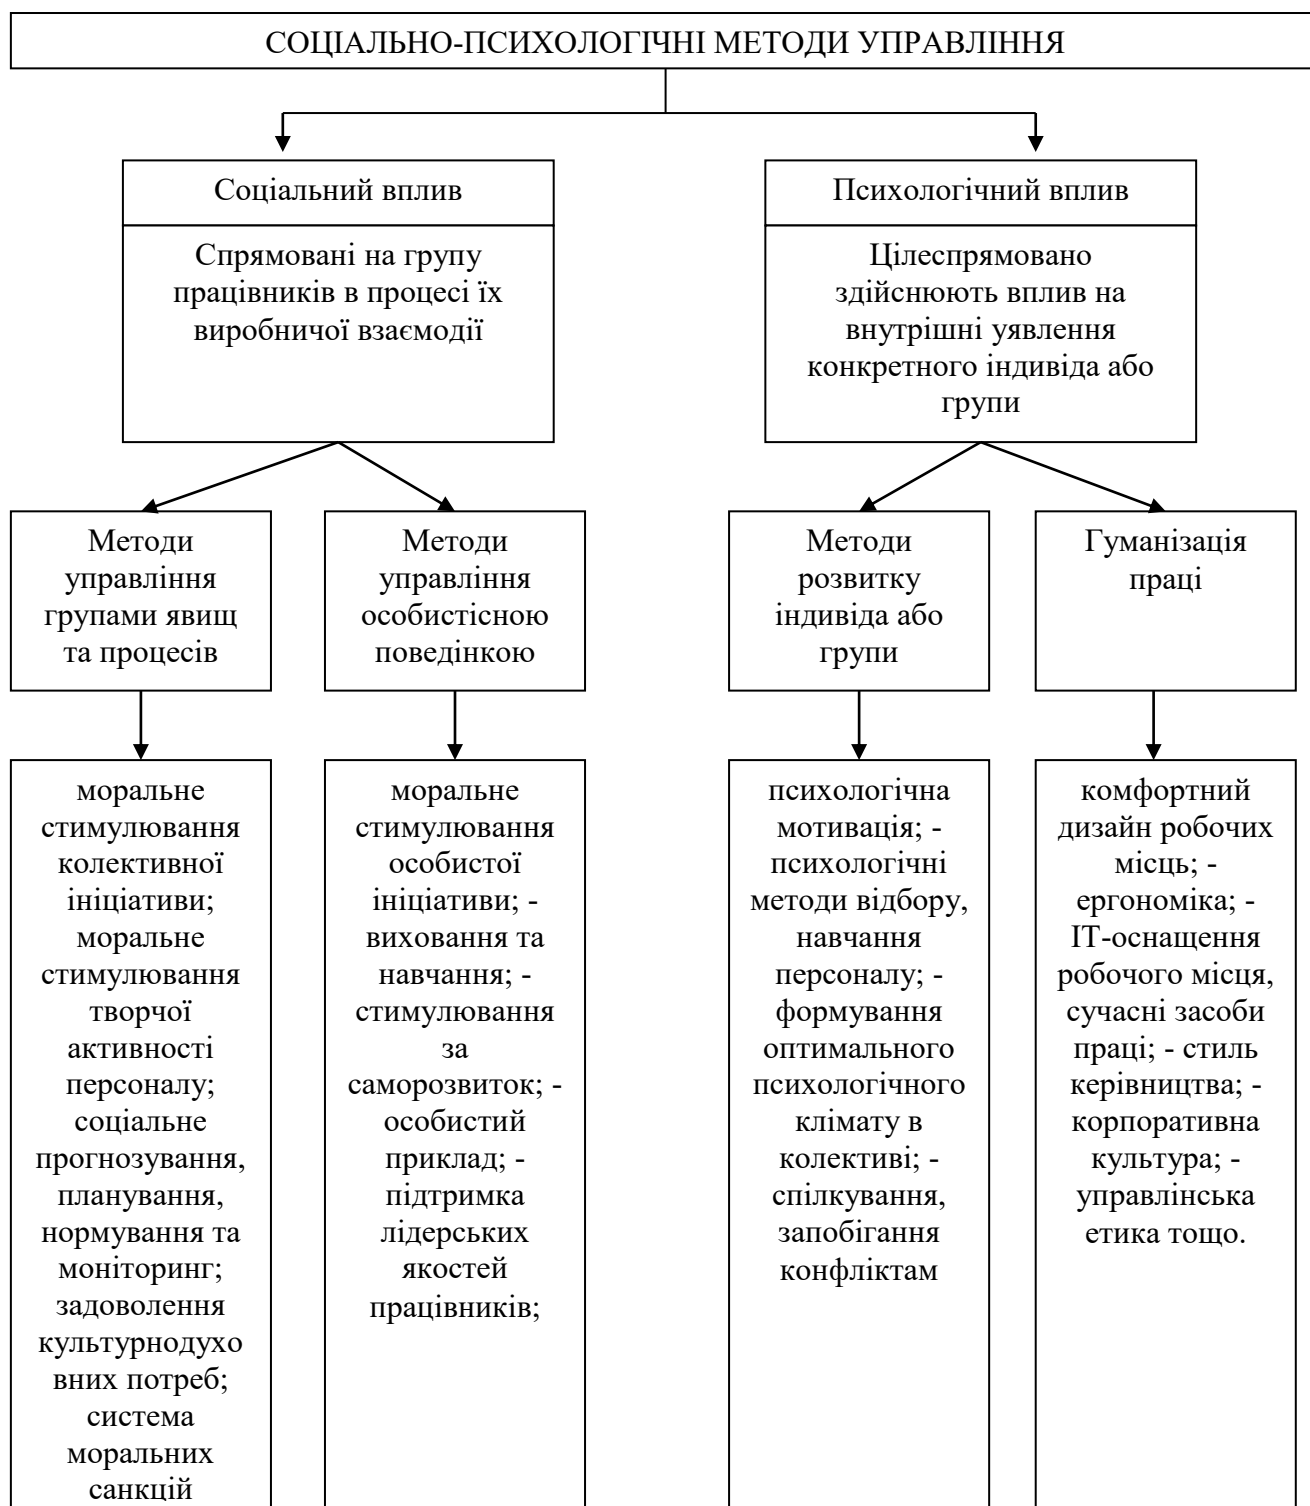 СОЦІАЛЬНО-ПСИХОЛОГІЧНІ МЕТОДИ УПРАВЛІННЯ
Соціальний вплив
Спрямовані на групу
працівників в процесі їх
виробничої взаємодії
Психологічний вплив
Цілеспрямовано
здійснюють вплив на
внутрішні уявлення
конкретного індивіда або
групи
Методи
управління
групами явищ
та процесів
Методи
управління
особистісною
поведінкою
Методи
розвитку
індивіда або
групи
Гуманізація
праці
моральне
стимулювання
колективної
ініціативи;
моральне
стимулювання
творчої
активності
персоналу;
соціальне
прогнозування,
планування,
нормування та
моніторинг;
задоволення
культурнодухо
вних потреб;
система
моральних
санкцій
моральне
стимулювання
особистої
ініціативи; -
виховання та
навчання; -
стимулювання
за
саморозвиток; -
особистий
приклад; -
підтримка
лідерських
якостей
працівників;
психологічна
мотивація; -
психологічні
методи відбору,
навчання
персоналу; -
формування
оптимального
психологічного
клімату в
колективі; -
спілкування,
запобігання
конфліктам
комфортний
дизайн робочих
місць; -
ергономіка; -
ІТ-оснащення
робочого місця,
сучасні засоби
праці; - стиль
керівництва; -
корпоративна
культура; -
управлінська
етика тощо.